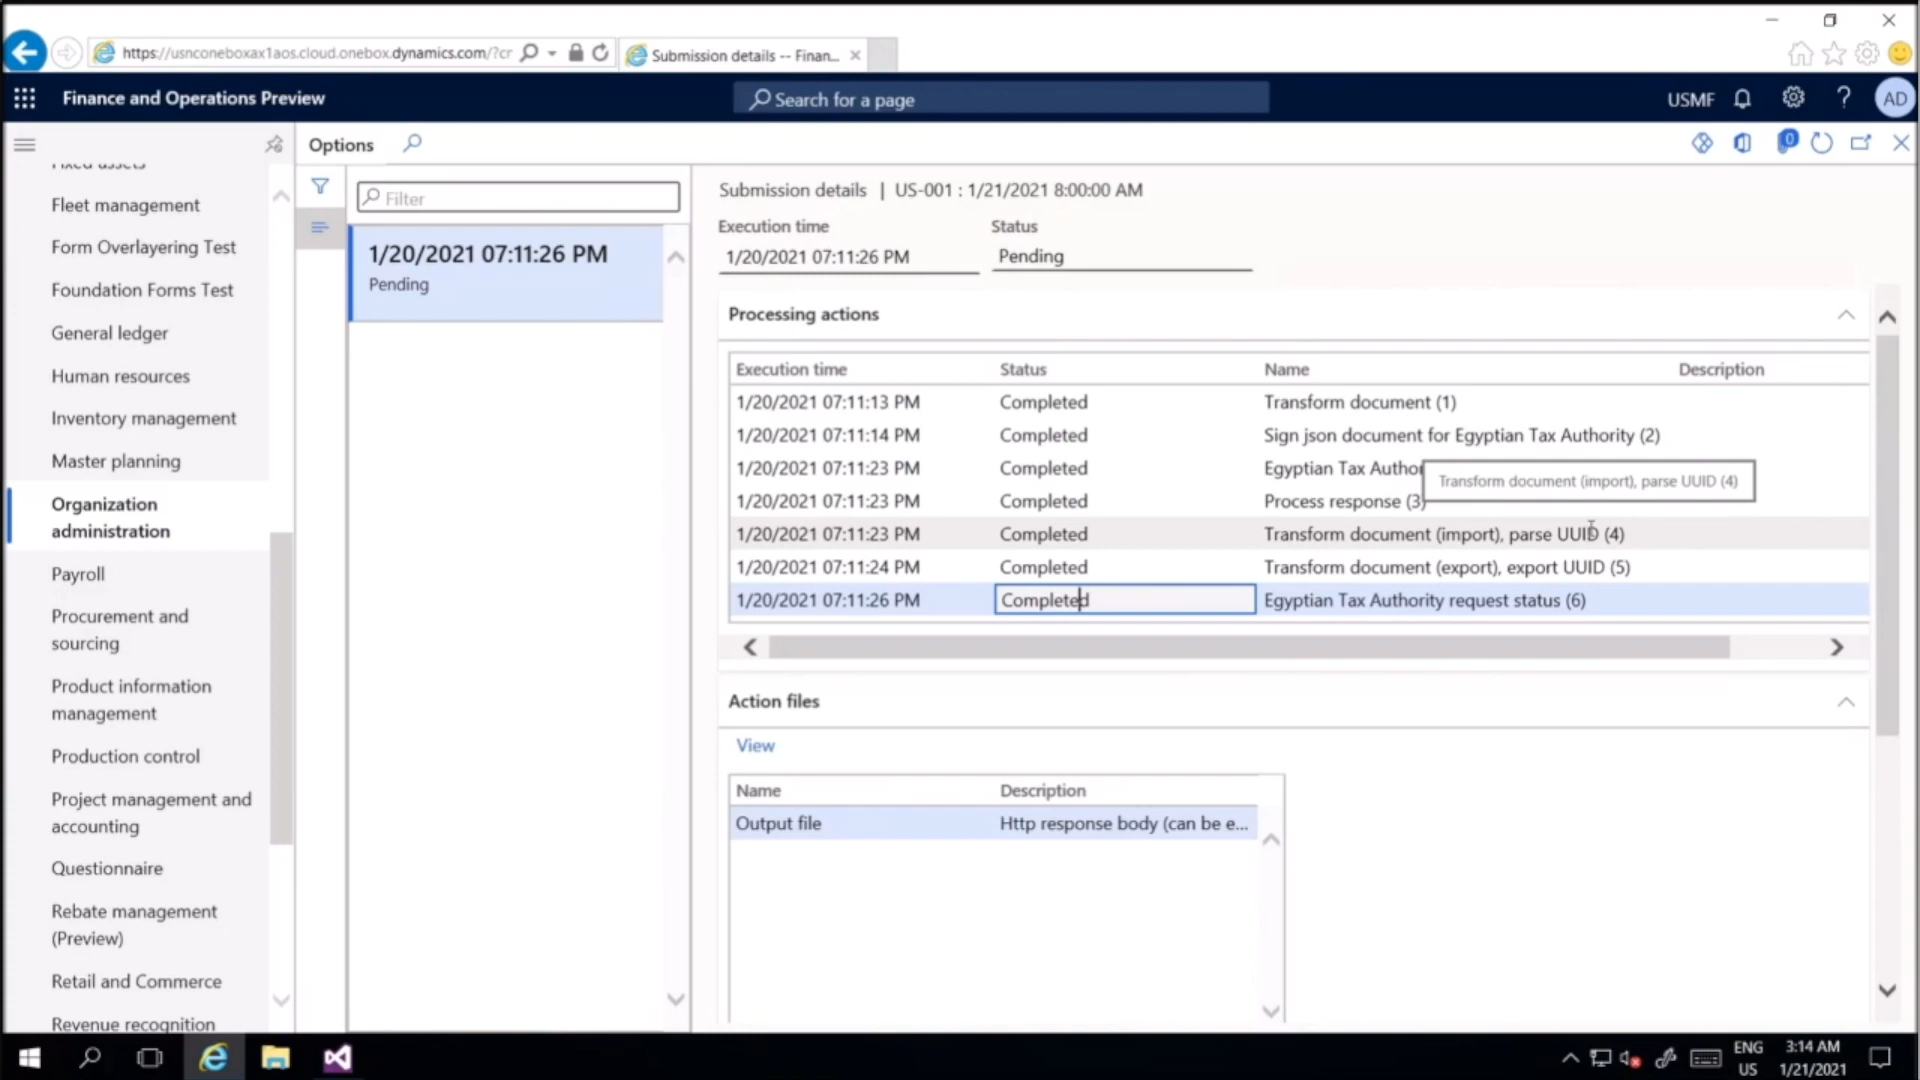 https://usnconeboxax1aos.cloud.onebox.dynamics.com/?cr
Submission details -- Finan...
Finance and Operations Preview
Search for a page
USMF
AD
Options
0
Fixed assets
Fleet management
Form Overlayering Test
Foundation Forms Test
General ledger
Human resources
Inventory management
Master planning
Organization
administration
Payroll
Procurement and
sourcing
Product information
management
Production control
Project management and
accounting
Questionnaire
Rebate management
(Preview)
Retail and Commerce
Revenue recognition
Filter
1/20/2021 07:11:26 PM
Pending
Submission details | US-001 : 1/21/2021 8:00:00 AM
Execution time Status
1/20/2021 07:11:26 PM Pending
Processing actions
Execution time Status Name Description
1/20/2021 07:11:13 PM Completed Transform document (1)
1/20/2021 07:11:14 PM Completed Sign json document for Egyptian Tax Authority (2)
1/20/2021 07:11:23 PM Completed Egyptian Tax Author
Transform document (import), parse UUID (4)
1/20/2021 07:11:23 PM Completed Process response (3)
1/20/2021 07:11:23 PM Completed Transform document (import), parse UUID (4)
1/20/2021 07:11:24 PM Completed Transform document (export), export UUID (5)
1/20/2021 07:11:26 PM Completed Egyptian Tax Authority request status (6)
Action files
View
Name Description
Output file Http response body (can be e...
ENG
US
3:14 AM
1/21/2021